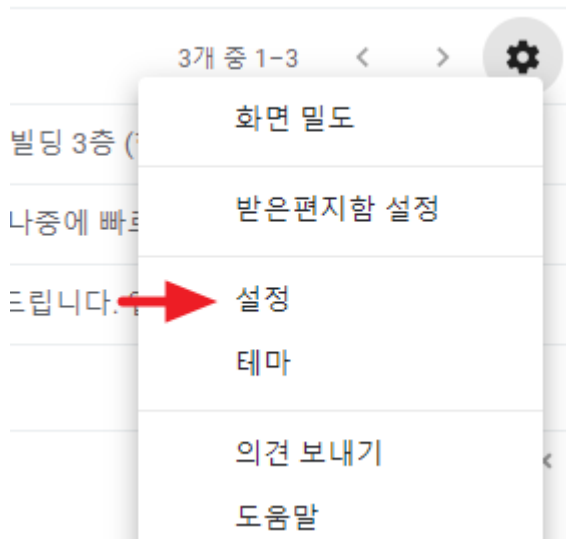 3개 중 1–3
화면 밀도
빌딩 3층 (
받은편지함 설정
나중에
설정
드립니다.
테마
의견 보내기
도움말